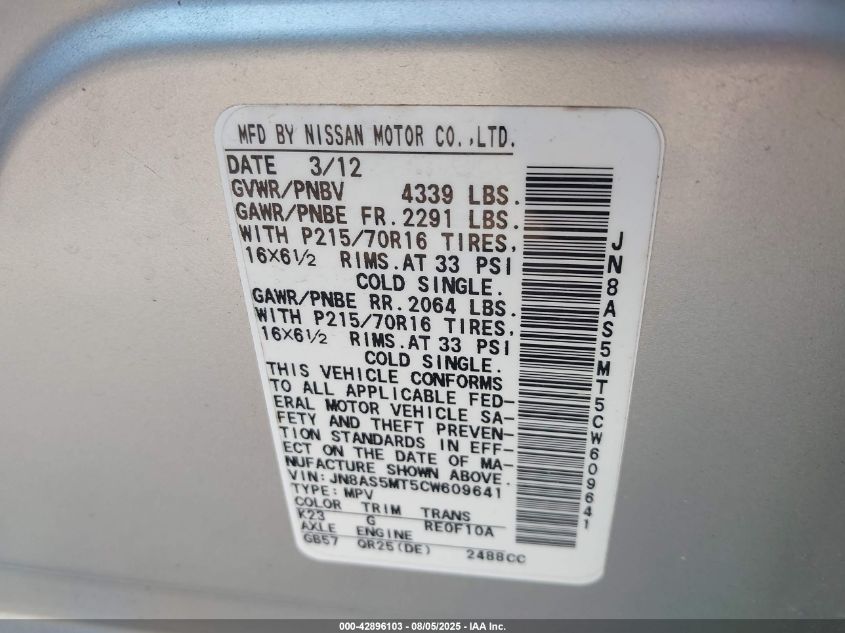 MFD BY NISSAN MOTOR CO.,LTD.
DATE 3/12
GVWR/PNBV 4339 LBS.
GAWR/PNBE FR. 2291 LBS.
WITH P215/70R16 TIRES,
16X6½ RIMS. AT 33 PSI
COLD SINGLE.
GAWR/PNBE RR. 2064 LBS.
WITH P215/70R16 TIRES,
16X6½ RIMS. AT 33 PSI
COLD SINGLE.
THIS VEHICLE CONFORMS
TO ALL APPLICABLE FED-
ERAL MOTOR VEHICLE SA-
FETY AND THEFT PREVEN-
TION STANDARDS IN EFF-
ECT ON THE DATE OF MA-
NUFACTURE SHOWN ABOVE.
VIN: JN8AS5MT5CW609641
TYPE: MPV
COLOR TRIM TRANS
K23 G RE0F10A
AXLE ENGINE
GB57 QR25(DE) 2488CC
JN8AS5MT5CW609641
000-42896103 - 08/05/2025 - IAA Inc.